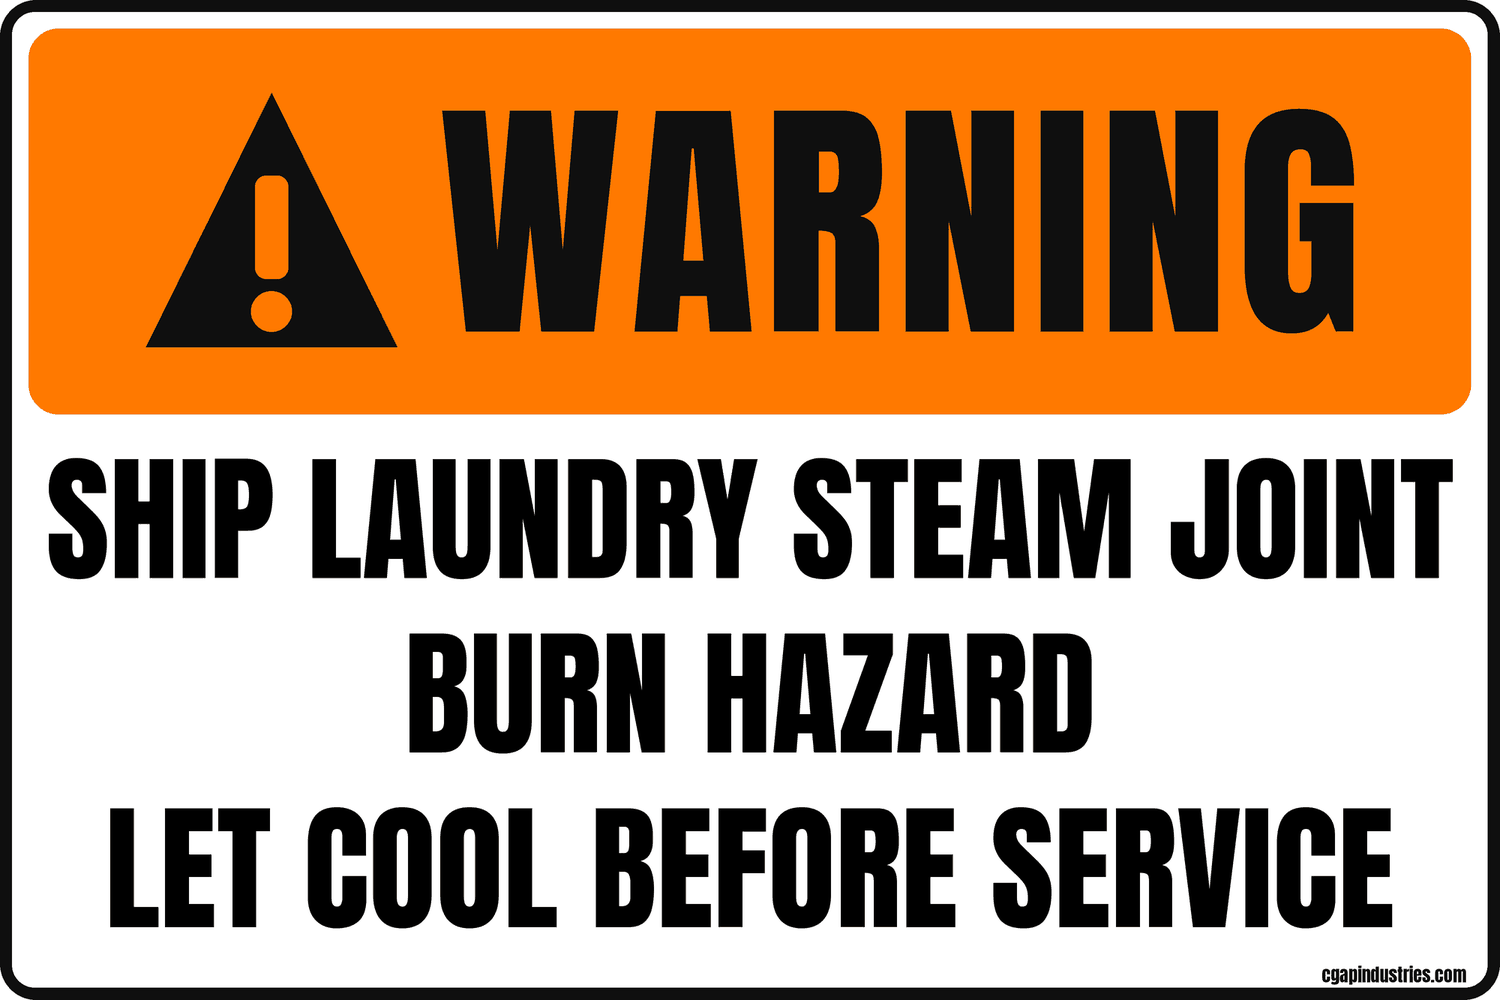 WARNING
SHIP LAUNDRY STEAM JOINT
BURN HAZARD
LET COOL BEFORE SERVICE
cgapindustries.com